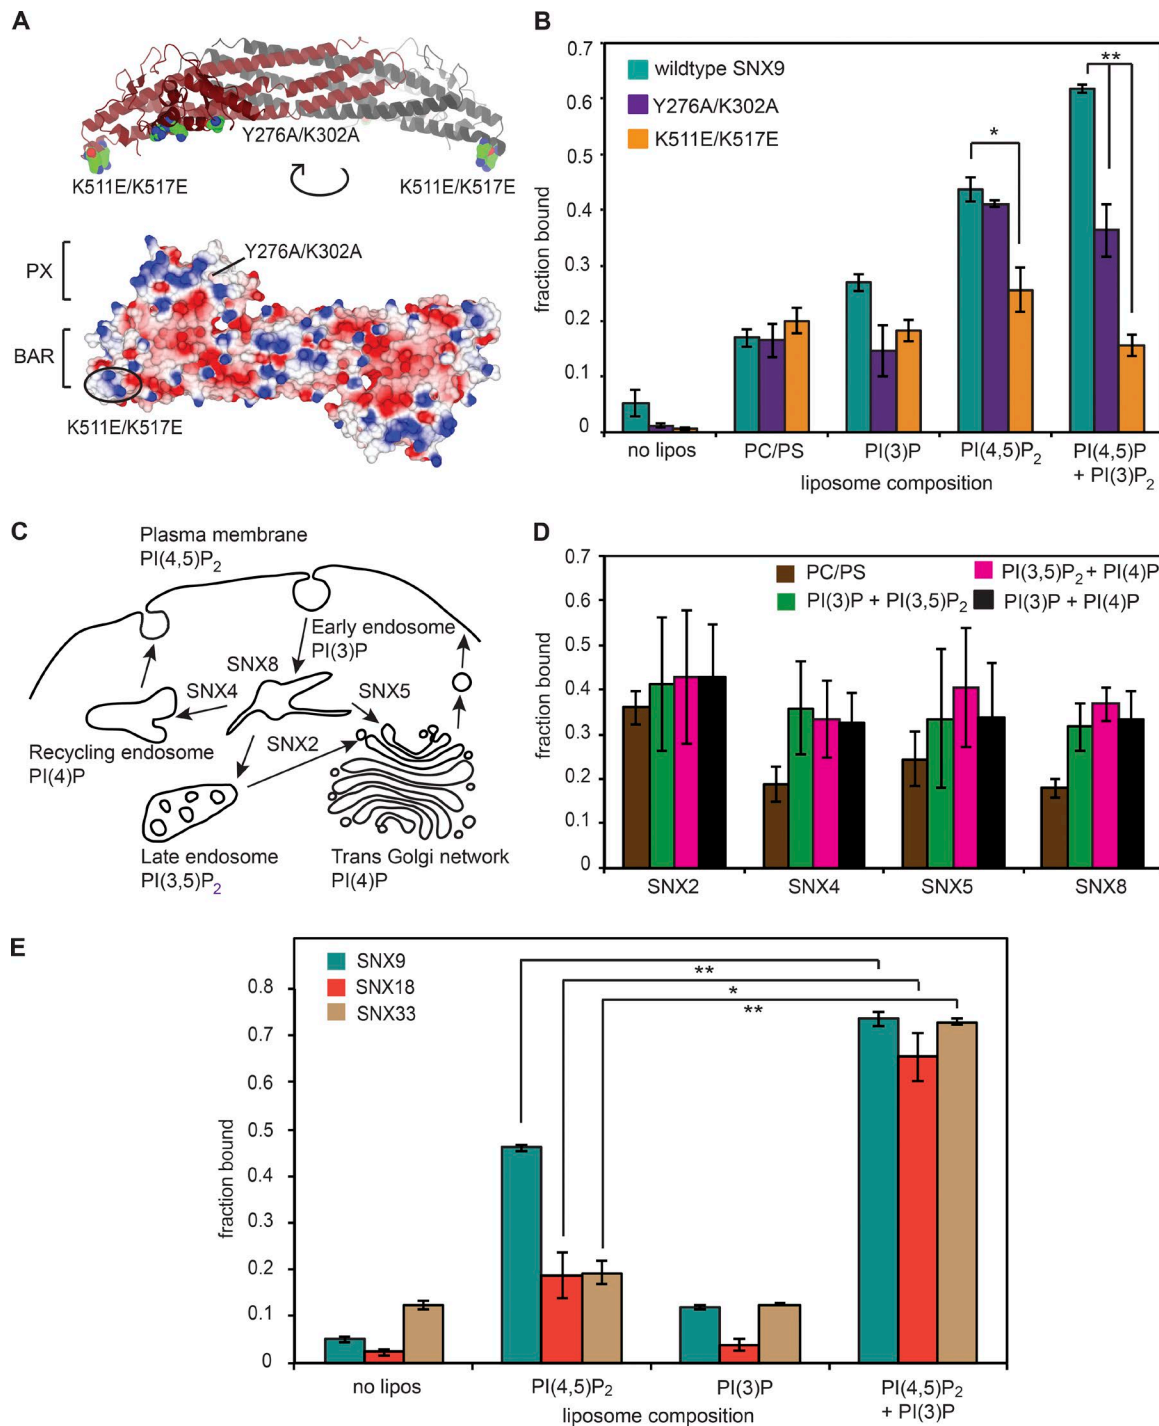 A
Y276A/K302A
K511E/K517E
K511E/K517E
Y276A/K302A
PX
BAR
K511E/K517E
B
0.7
0.6
0.5
0.4
0.3
0.2
0.1
0
fraction bound
wildtype SNX9
Y276A/K302A
K511E/K517E
*
**
no lipos
PC/PS
PI(3)P
PI(4,5)P2
PI(4,5)P
+ PI(3)P2
liposome composition
C
Plasma membrane
PI(4,5)P2
Early endosome
PI(3)P
SNX8
SNX4
SNX5
SNX2
Recycling endosome
PI(4)P
Late endosome
PI(3,5)P2
Trans Golgi network
PI(4)P
D
0.7
0.6
0.5
0.4
0.3
0.2
0.1
0
fraction bound
PC/PS
PI(3)P + PI(3,5)P2
PI(3,5)P2 + PI(4)P
PI(3)P + PI(4)P
SNX2
SNX4
SNX5
SNX8
E
SNX9
SNX18
SNX33
**
*
**
0.8
0.7
0.6
0.5
0.4
0.3
0.2
0.1
0
fraction bound
no lipos
PI(4,5)P2
PI(3)P
PI(4,5)P2
+ PI(3)P
liposome composition